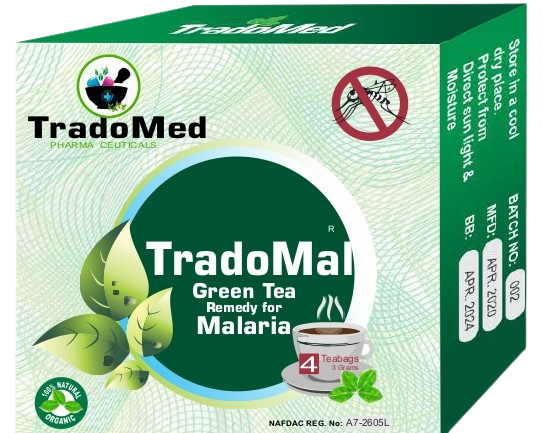 TradoMed
TradoMed
PHARMA CEUTICALS
R
TradoMal
Green Tea
Remedy for
Malaria
4 Teabags
3 Grams
100% NATURAL
ORGANIC
NAFDAC REG. No: A7-2605L
Store in a cool
dry place.
Protect from
Direct sun light &
Moisture
BATCH NO: 002
MFD: APR. 2020
BB: APR. 2024